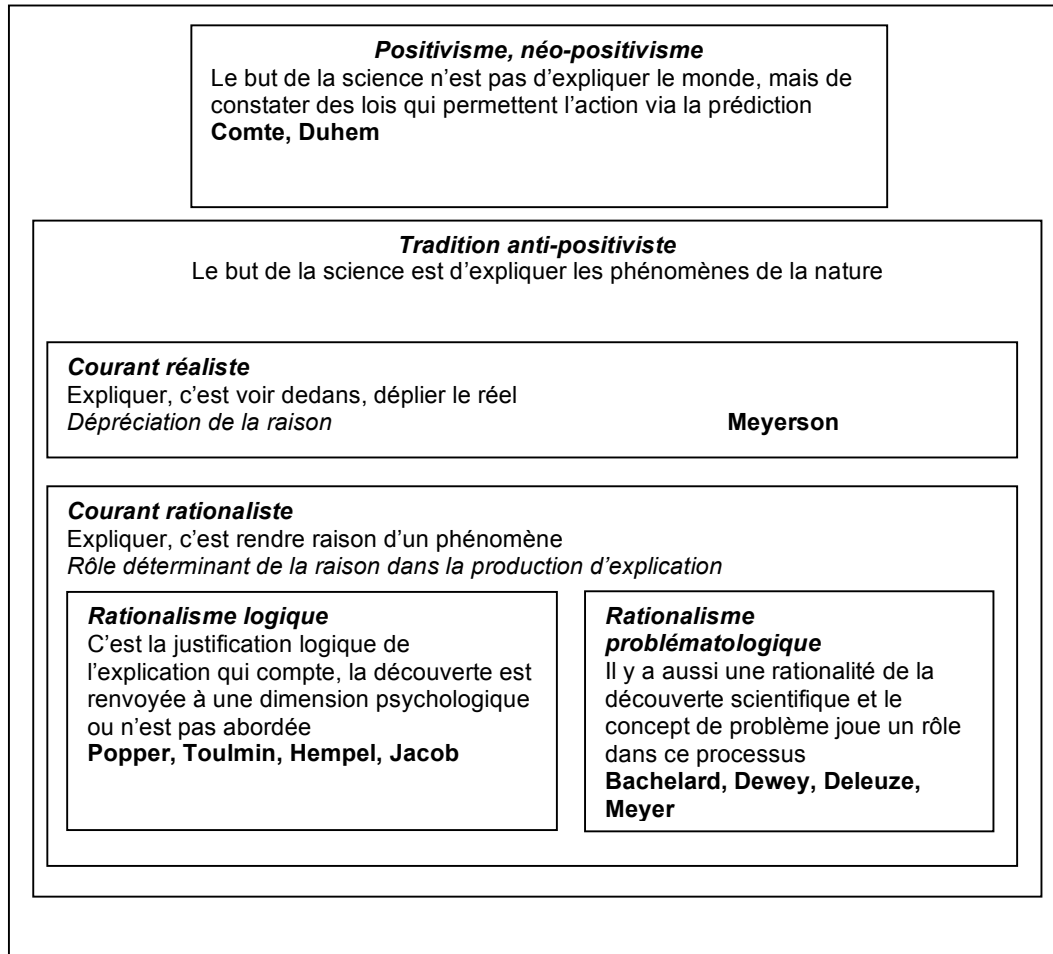 Positivisme, néo-positivisme
Le but de la science n’est pas d’expliquer le monde, mais de
constater des lois qui permettent l’action via la prédiction
Comte, Duhem
Tradition anti-positiviste
Le but de la science est d’expliquer les phénomènes de la nature
Courant réaliste
Expliquer, c’est voir dedans, déplier le réel
Dépréciation de la raison Meyerson
Courant rationaliste
Expliquer, c’est rendre raison d’un phénomène
Rôle déterminant de la raison dans la production d’explication
Rationalisme logique
C’est la justification logique de
l’explication qui compte, la découverte est
renvoyée à une dimension psychologique
ou n’est pas abordée
Popper, Toulmin, Hempel, Jacob
Rationalisme
problématologique
Il y a aussi une rationalité de la
découverte scientifique et le
concept de problème joue un rôle
dans ce processus
Bachelard, Dewey, Deleuze,
Meyer